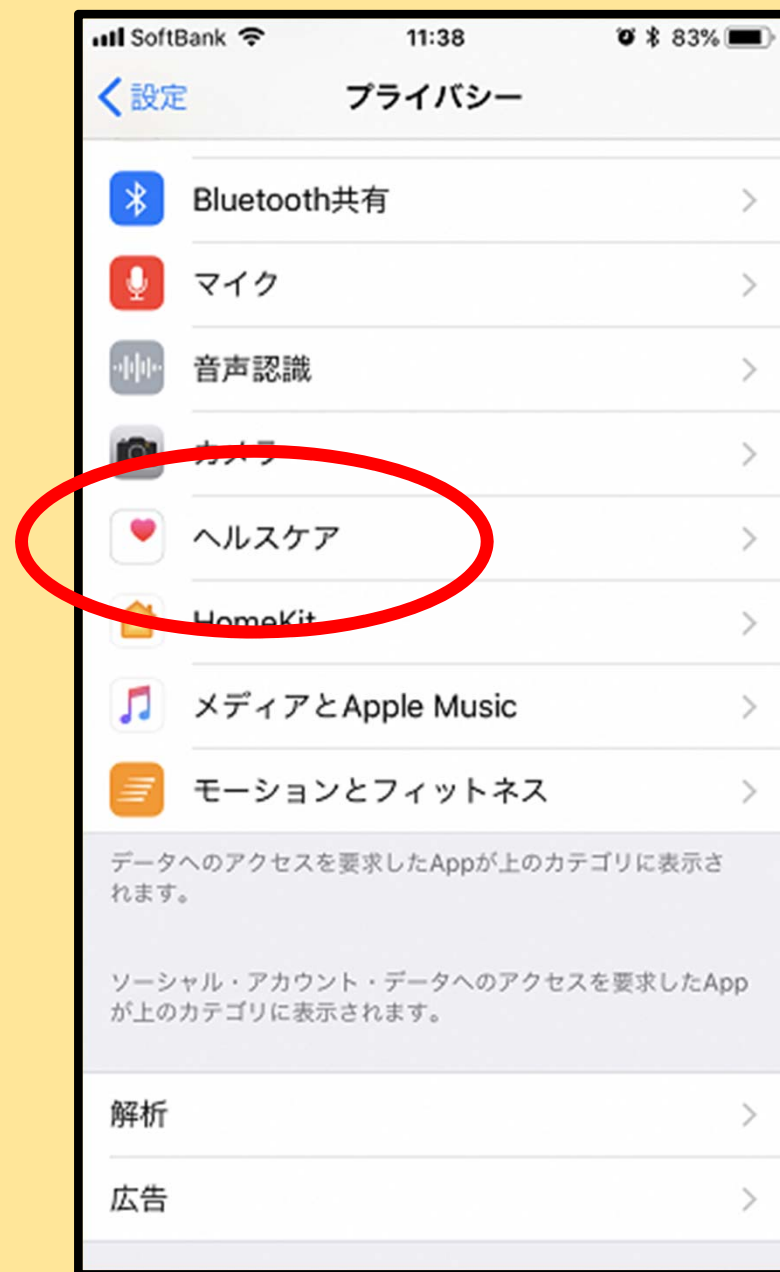 SoftBank 11:38 83%
設定 プライバシー
Bluetooth共有
マイク
音声認識
カメラ
ヘルスケア
HomeKit
メディアとApple Music
モーションとフィットネス
データへのアクセスを要求したAppが上のカテゴリに表示さ
れます。
ソーシャル・アカウント・データへのアクセスを要求したApp
が上のカテゴリに表示されます。
解析
広告